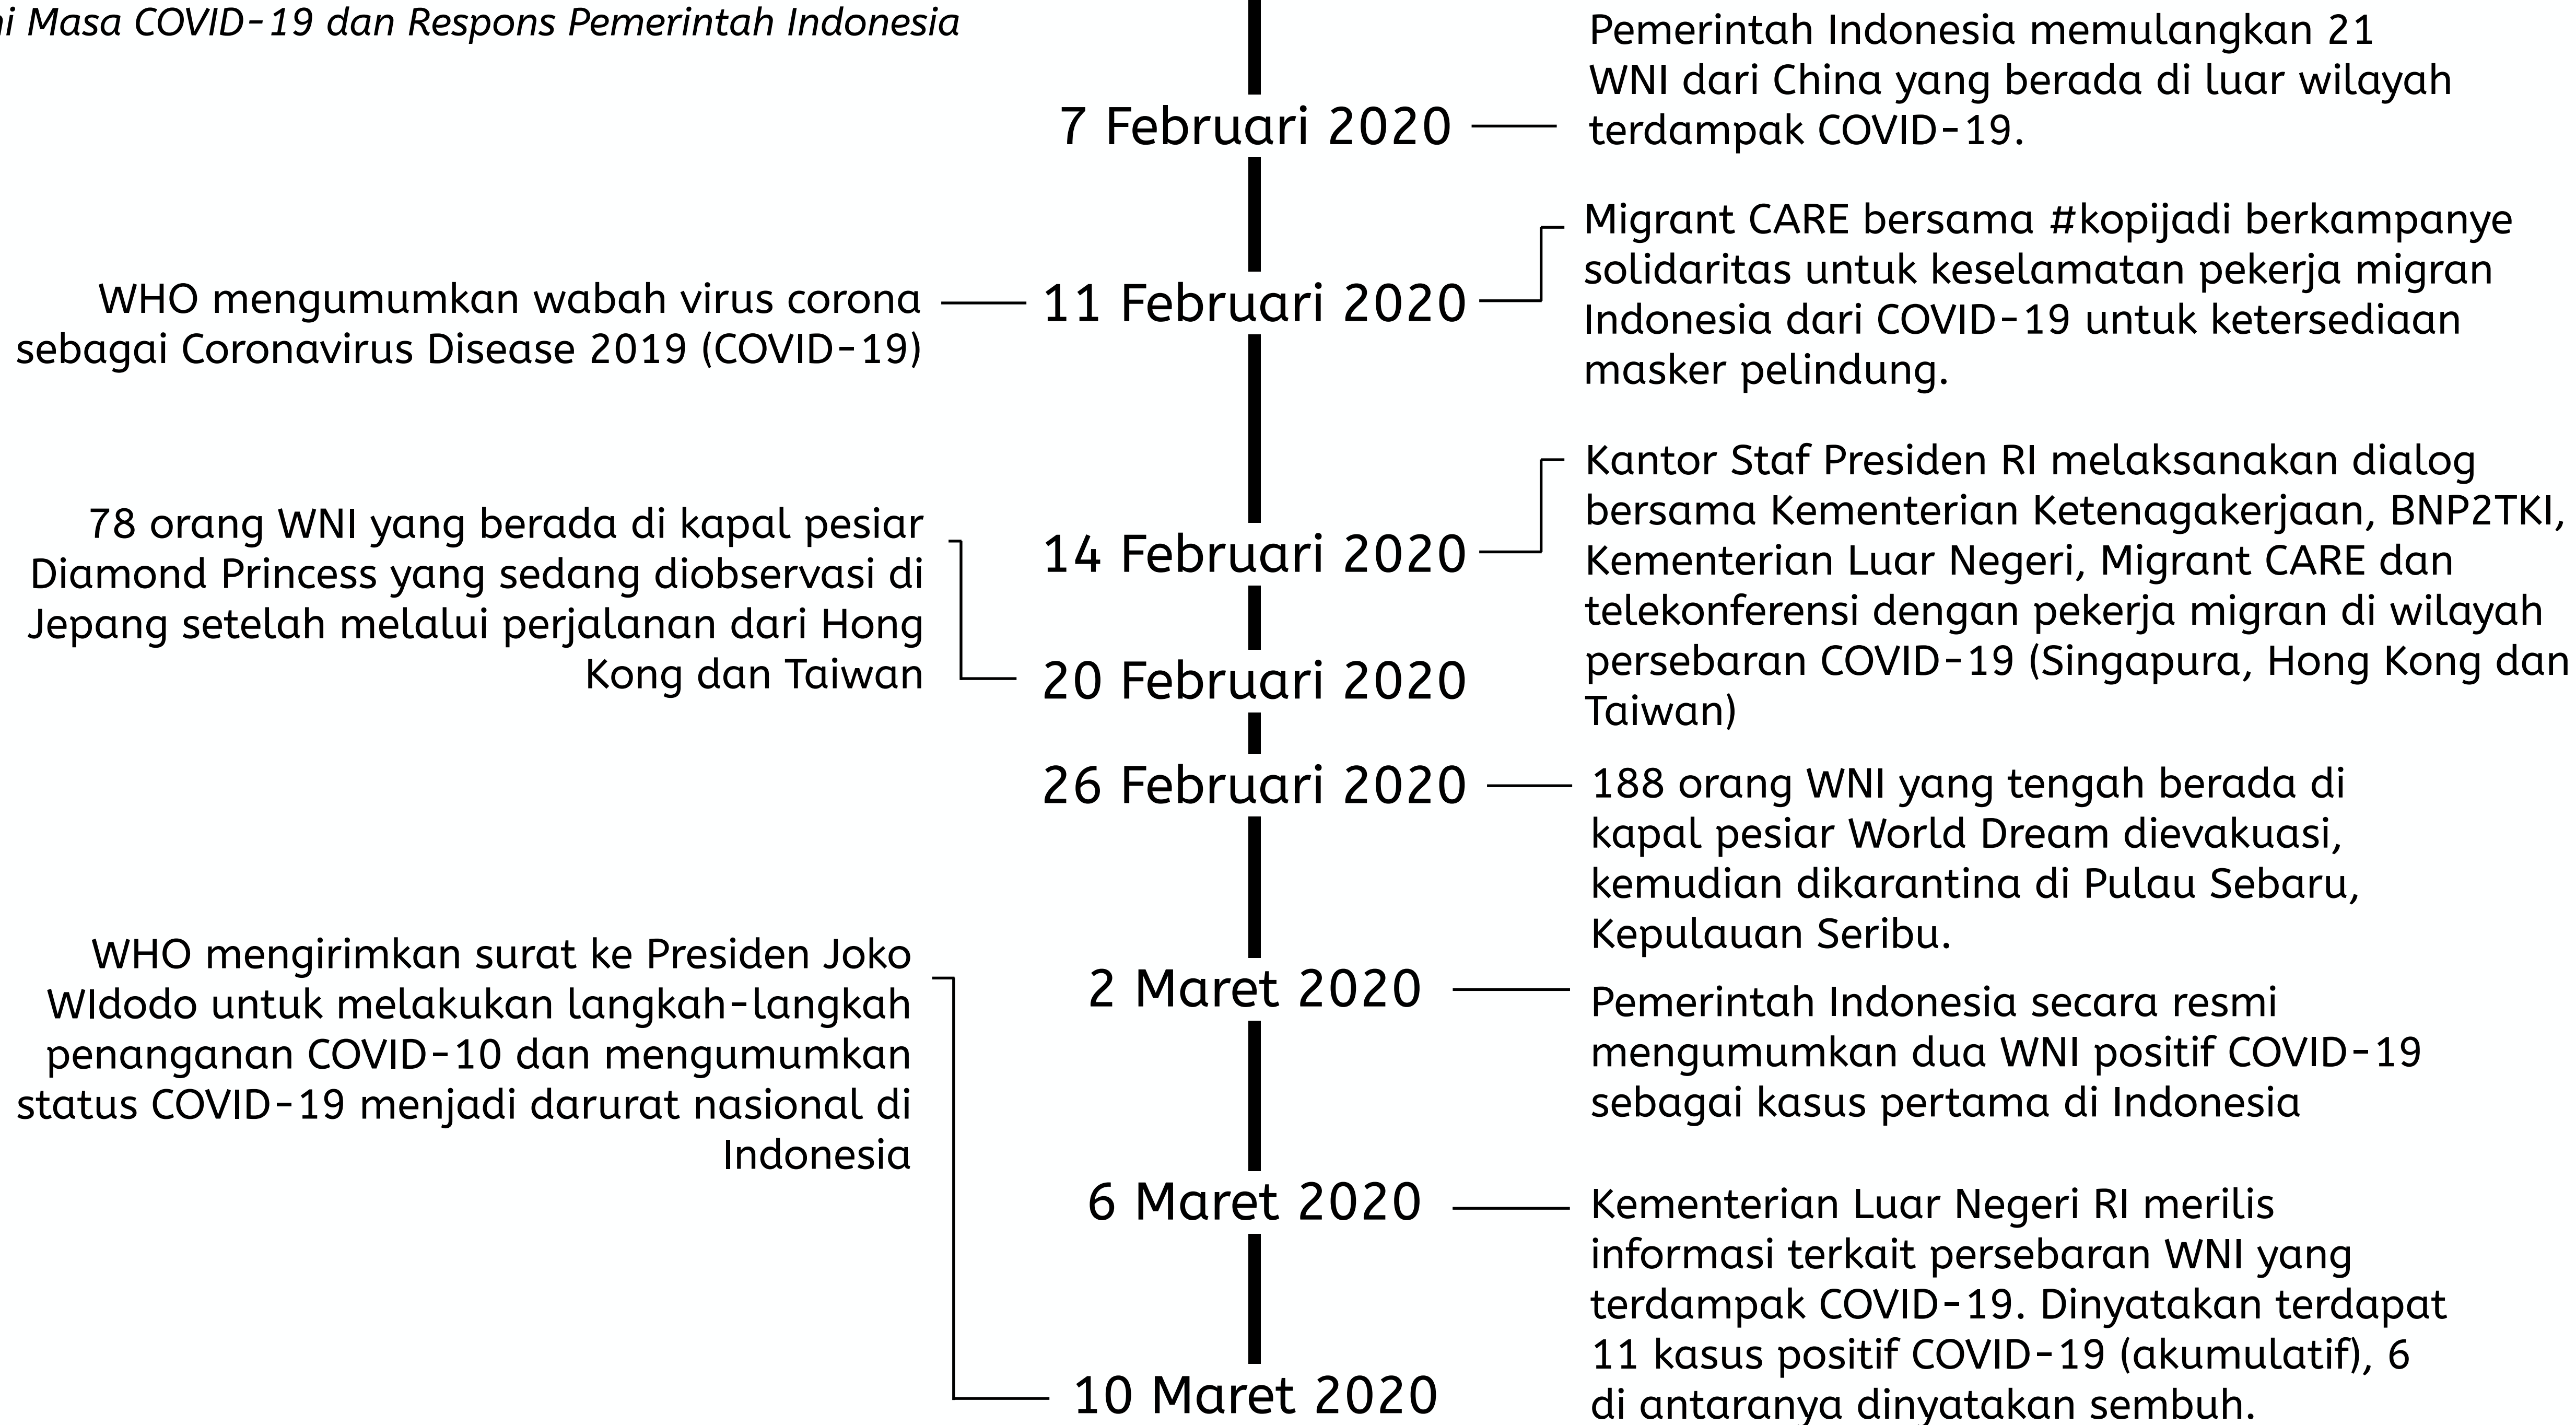 Masa COVID-19 dan Respons Pemerintah Indonesia
7 Februari 2020
Pemerintah Indonesia memulangkan 21
WNI dari China yang berada di luar wilayah
terdampak COVID-19.
WHO mengumumkan wabah virus corona
sebagai Coronavirus Disease 2019 (COVID-19)
11 Februari 2020
Migrant CARE bersama #kopijadi berkampanye
solidaritas untuk keselamatan pekerja migran
Indonesia dari COVID-19 untuk ketersediaan
masker pelindung.
14 Februari 2020
Kantor Staf Presiden RI melaksanakan dialog
bersama Kementerian Ketenagakerjaan, BNP2TKI,
Kementerian Luar Negeri, Migrant CARE dan
telekonferensi dengan pekerja migran di wilayah
persebaran COVID-19 (Singapura, Hong Kong dan
Taiwan)
78 orang WNI yang berada di kapal pesiar
Diamond Princess yang sedang diobservasi di
Jepang setelah melalui perjalanan dari Hong
Kong dan Taiwan
20 Februari 2020
26 Februari 2020
188 orang WNI yang tengah berada di
kapal pesiar World Dream dievakuasi,
kemudian dikarantina di Pulau Sebaru,
Kepulauan Seribu.
2 Maret 2020
Pemerintah Indonesia secara resmi
mengumumkan dua WNI positif COVID-19
sebagai kasus pertama di Indonesia
6 Maret 2020
Kementerian Luar Negeri RI merilis
informasi terkait persebaran WNI yang
terdampak COVID-19. Dinyatakan terdapat
11 kasus positif COVID-19 (akumulatif), 6
di antaranya dinyatakan sembuh.
WHO mengirimkan surat ke Presiden Joko
WIdodo untuk melakukan langkah-langkah
penanganan COVID-10 dan mengumumkan
status COVID-19 menjadi darurat nasional di
Indonesia
10 Maret 2020